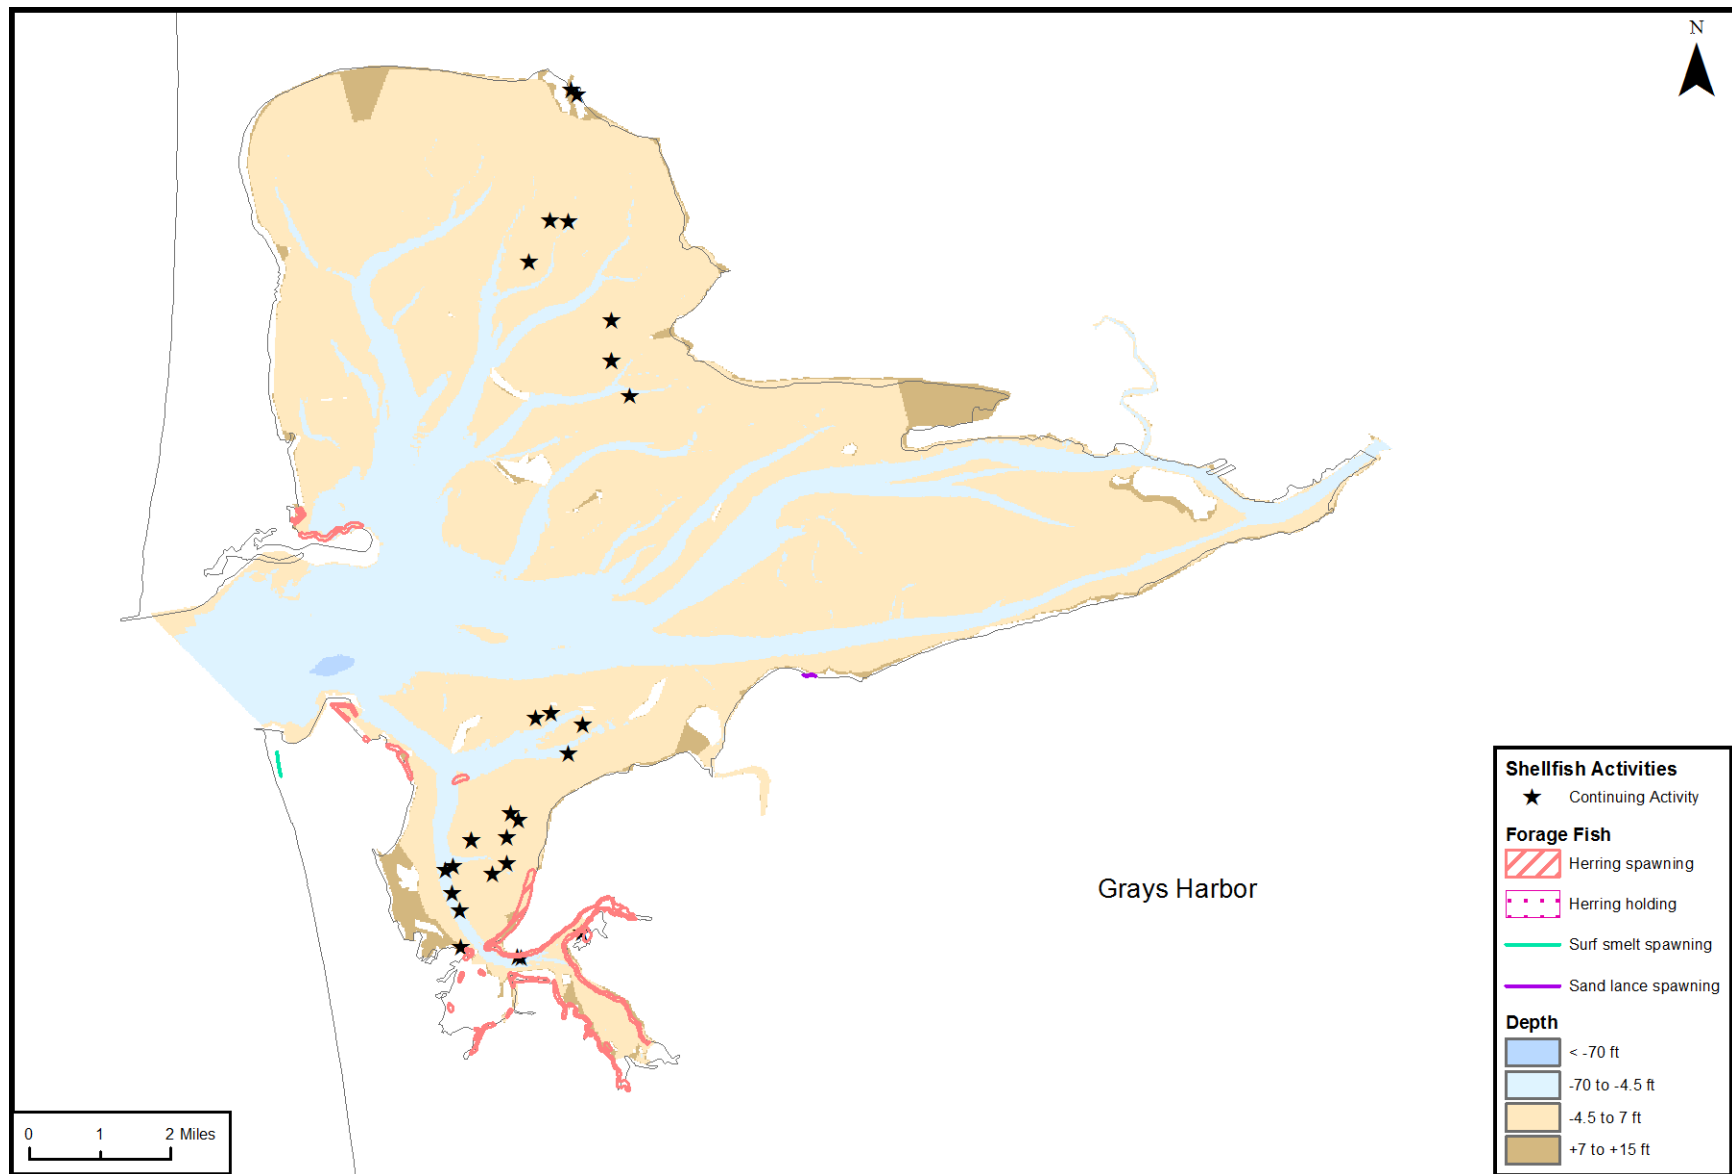 N
Grays Harbor
Shellfish Activities
Continuing Activity
Forage Fish
Herring spawning
Herring holding
Surf smelt spawning
Sand lance spawning
Depth
< -70 ft
-70 to -4.5 ft
-4.5 to 7 ft
+7 to +15 ft
0 1 2 Miles